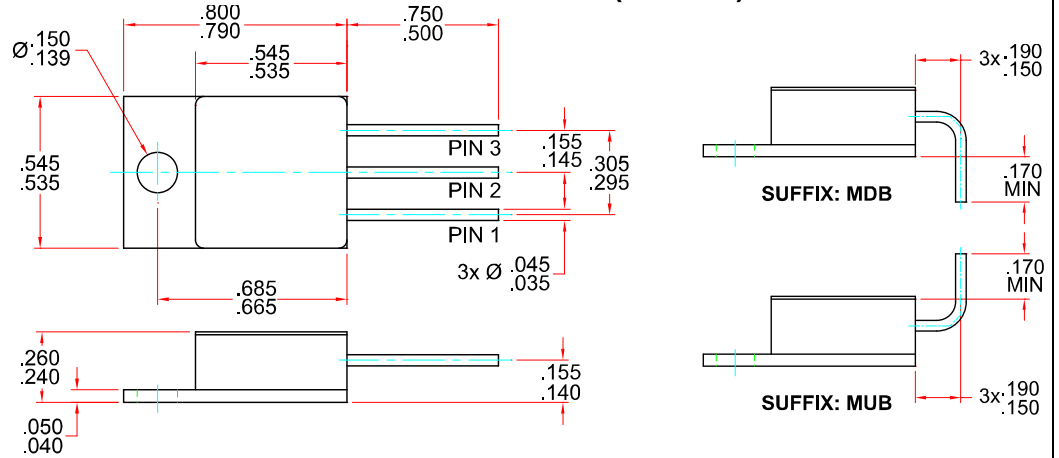 .800
.790
.750
.500
Ø.150
.139
.545
.535
3x .190
.150
PIN 3
.155
.145
.305
.295
.545
.535
PIN 2
.170
MIN
SUFFIX: MDB
PIN 1
3x Ø .045
.035
.170
MIN
.685
.665
.260
.240
.155
.140
3x .190
.150
SUFFIX: MUB
.050
.040